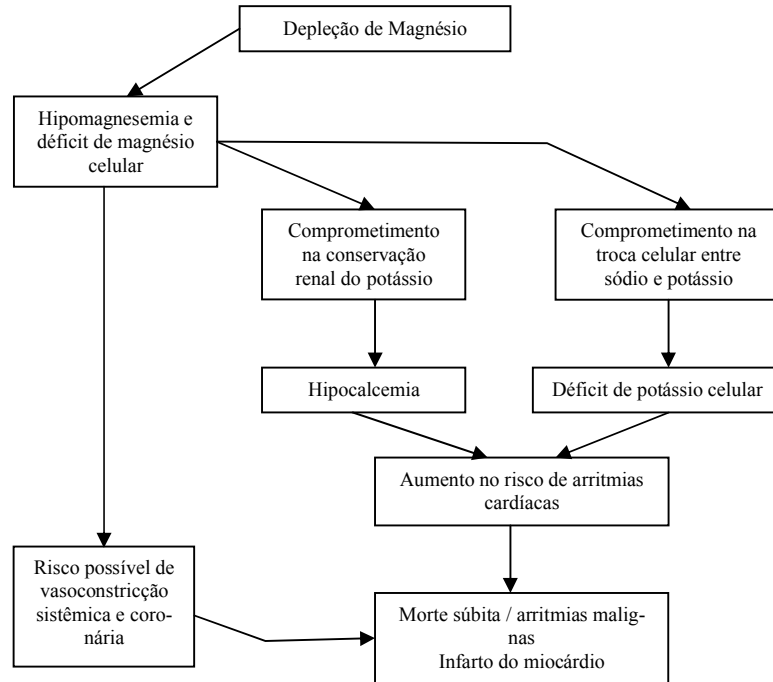 Depleção de Magnésio
Hipomagnesemia e
déficit de magnésio
celular
Comprometimento
na conservação
renal do potássio
Comprometimento na
troca celular entre
sódio e potássio
Hipocalcemia
Déficit de potássio celular
Aumento no risco de arritmias
cardíacas
Risco possível de
vasoconstricção
sistêmica e coro-
nária
Morte súbita / arritmias malig-
nas
Infarto do miocárdio